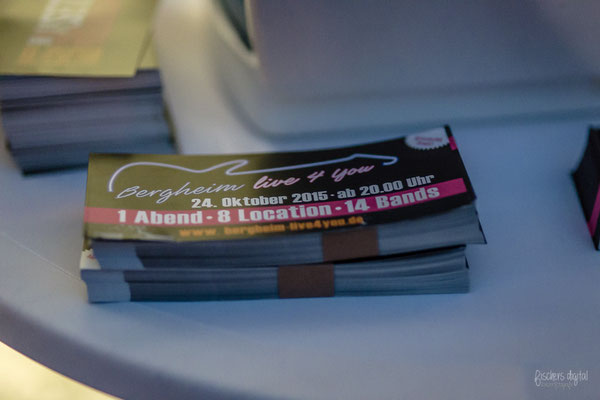 Bergheim live 4 you
24. Oktober 2015 - ab 20.00 Uhr
1 Abend - 8 Location - 14 Bands
www.bergheim-live4you.de
fischers digital